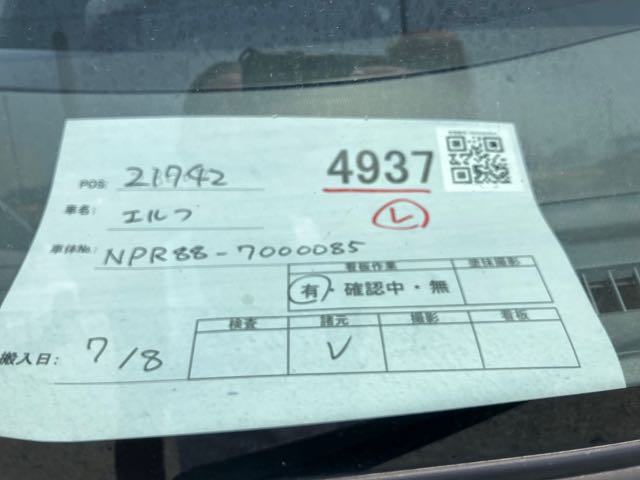 POS: 21942 4937
車名: エルフ レ
車体No: NPR88-7000085
看板作業 塗抹撮影
有・確認中・無
検査 諸元 撮影 看板
搬入日: 7/8 レ